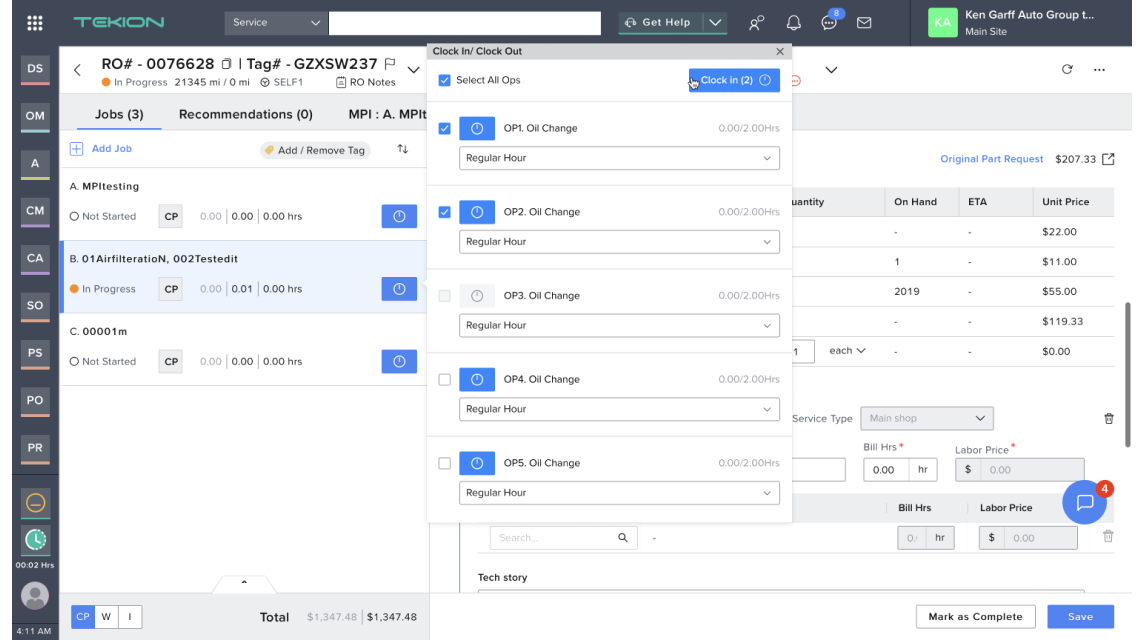 TEKION
Service
Get Help
8
KA
Ken Garff Auto Group t...
Main Site
DS
OM
A
CM
CA
SO
PS
PO
PR
00:02 Hrs
4:11 AM
RO# - 0076628 | Tag# - GZXSW237
In Progress 21345 mi / 0 mi SELF1 RO Notes
Jobs (3) Recommendations (0) MPI : A. MPIt
Add Job Add / Remove Tag
A. MPItesting
Not Started CP 0.00 | 0.00 | 0.00 hrs
B. 01AirfilteratioN, 002Testedit
In Progress CP 0.00 | 0.01 | 0.00 hrs
C. 00001m
Not Started CP 0.00 | 0.00 | 0.00 hrs
CP W I Total $1,347.48 | $1,347.48
Clock In/ Clock Out
Select All Ops Clock in (2)
OP1. Oil Change 0.00/2.00Hrs
Regular Hour
OP2. Oil Change 0.00/2.00Hrs
Regular Hour
OP3. Oil Change 0.00/2.00Hrs
Regular Hour
OP4. Oil Change 0.00/2.00Hrs
Regular Hour
OP5. Oil Change 0.00/2.00Hrs
Regular Hour
Original Part Request $207.33
uantity On Hand ETA Unit Price
- - $22.00
1 - $11.00
2019 - $55.00
- - $119.33
1 each - - $0.00
Service Type Main shop
Bill Hrs* Labor Price*
0.00 hr $ 0.00
Bill Hrs Labor Price
4
Search... - 0.( hr $ 0.00
Tech story
Mark as Complete Save